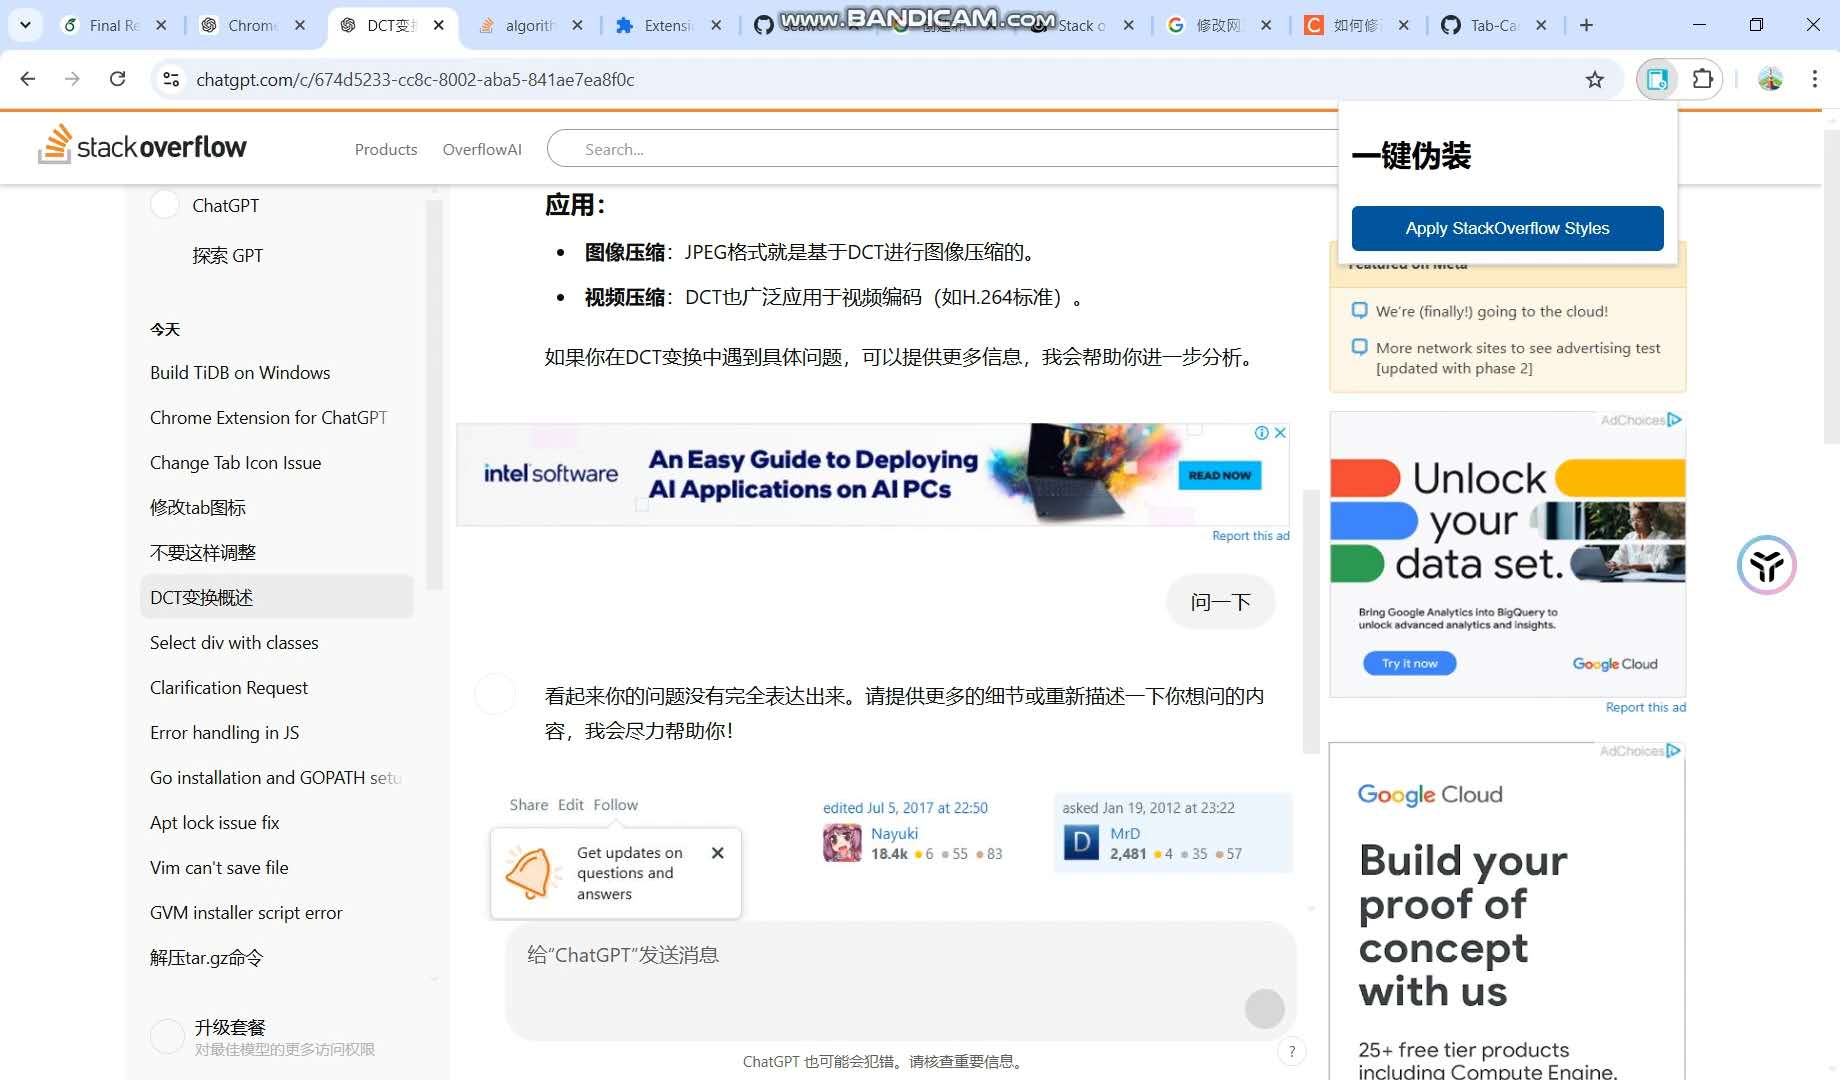 www.BANDICAM.com
Final Re
Chrome
DCT变
algorith
Extensi
Stack o
修改网
如何修
Tab-Ca
chatgpt.com/c/674d5233-cc8c-8002-aba5-841ae7ea8f0c
stackoverflow
Products
OverflowAI
Search...
一键伪装
Apply StackOverflow Styles
ChatGPT
探索 GPT
今天
Build TiDB on Windows
Chrome Extension for ChatGPT
Change Tab Icon Issue
修改tab图标
不要这样调整
DCT变换概述
Select div with classes
Clarification Request
Error handling in JS
Go installation and GOPATH setu
Apt lock issue fix
Vim can't save file
GVM installer script error
解压tar.gz命令
升级套餐
对最佳模型的更多访问权限
应用：
图像压缩：JPEG格式就是基于DCT进行图像压缩的。
视频压缩：DCT也广泛应用于视频编码（如H.264标准）。
如果你在DCT变换中遇到具体问题，可以提供更多信息，我会帮助你进一步分析。
intel software
An Easy Guide to Deploying
AI Applications on AI PCs
READ NOW
Report this ad
问一下
看起来你的问题没有完全表达出来。请提供更多的细节或重新描述一下你想问的内
容，我会尽力帮助你！
Share Edit Follow
edited Jul 5, 2017 at 22:50
Nayuki
18.4k 6 55 83
asked Jan 19, 2012 at 23:22
D
MrD
2,481 4 35 57
Get updates on
questions and
answers
给“ChatGPT”发送消息
ChatGPT 也可能会犯错。请核查重要信息。
?
Featured on Meta
We're (finally!) going to the cloud!
More network sites to see advertising test
[updated with phase 2]
AdChoices
Unlock
your
data set.
Bring Google Analytics into BigQuery to
unlock advanced analytics and insights.
Try it now
Google Cloud
Report this ad
AdChoices
Google Cloud
Build your
proof of
concept
with us
25+ free tier products
including Compute Engine,